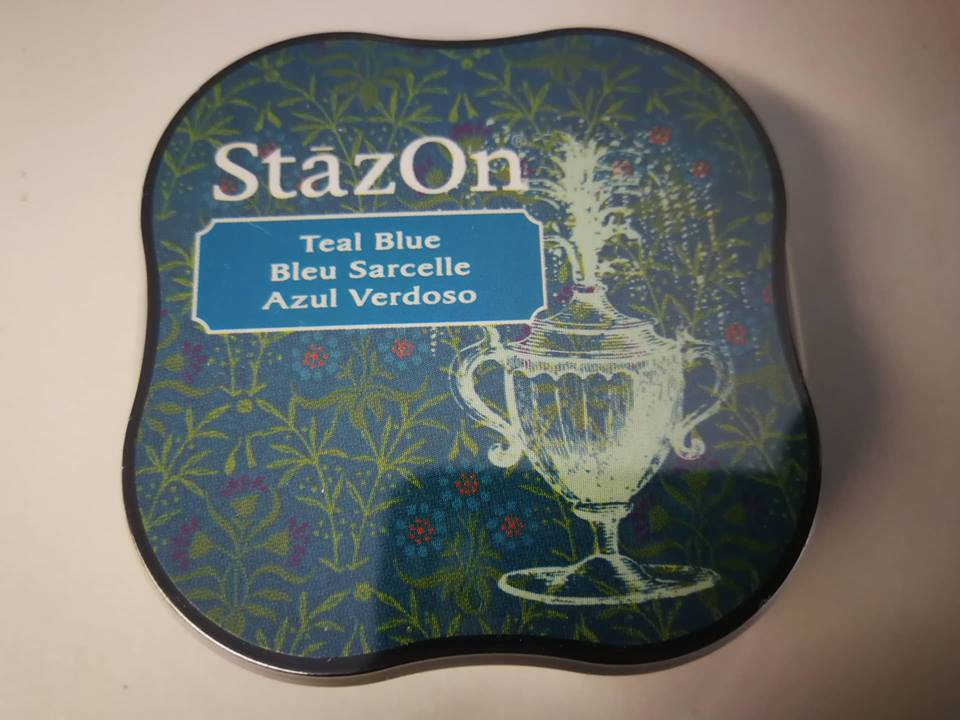 StāzOn
Teal Blue
Bleu Sarcelle
Azul Verdoso